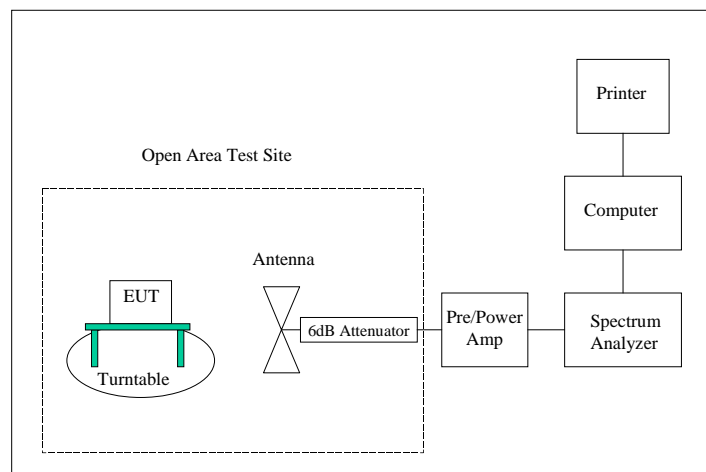 Printer
Open Area Test Site
Computer
Antenna
EUT
6dB Attenuator
Pre/Power
Amp
Spectrum
Analyzer
Turntable